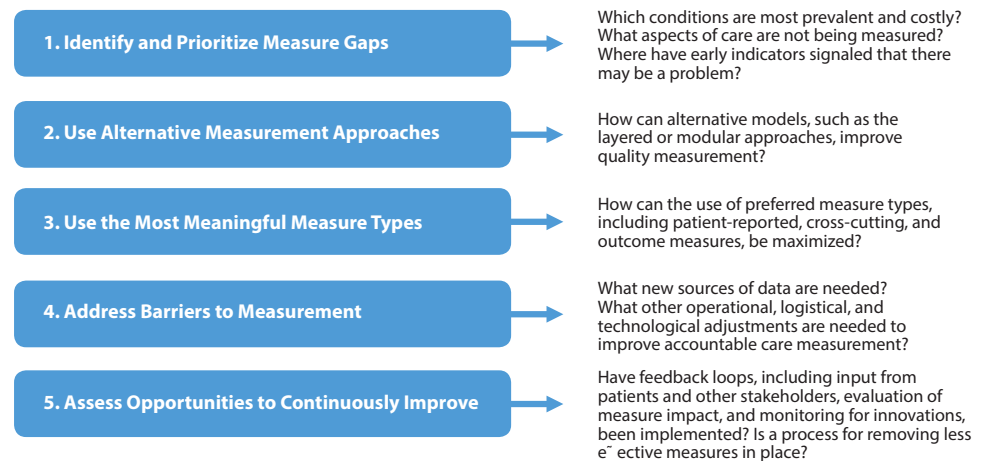 1. Identify and Prioritize Measure Gaps
Which conditions are most prevalent and costly?
What aspects of care are not being measured?
Where have early indicators signaled that there
may be a problem?
2. Use Alternative Measurement Approaches
How can alternative models, such as the
layered or modular approaches, improve
quality measurement?
3. Use the Most Meaningful Measure Types
How can the use of preferred measure types,
including patient-reported, cross-cutting, and
outcome measures, be maximized?
4. Address Barriers to Measurement
What new sources of data are needed?
What other operational, logistical, and
technological adjustments are needed to
improve accountable care measurement?
5. Assess Opportunities to Continuously Improve
Have feedback loops, including input from
patients and other stakeholders, evaluation of
measure impact, and monitoring for innovations,
been implemented? Is a process for removing less
e˜ ective measures in place?